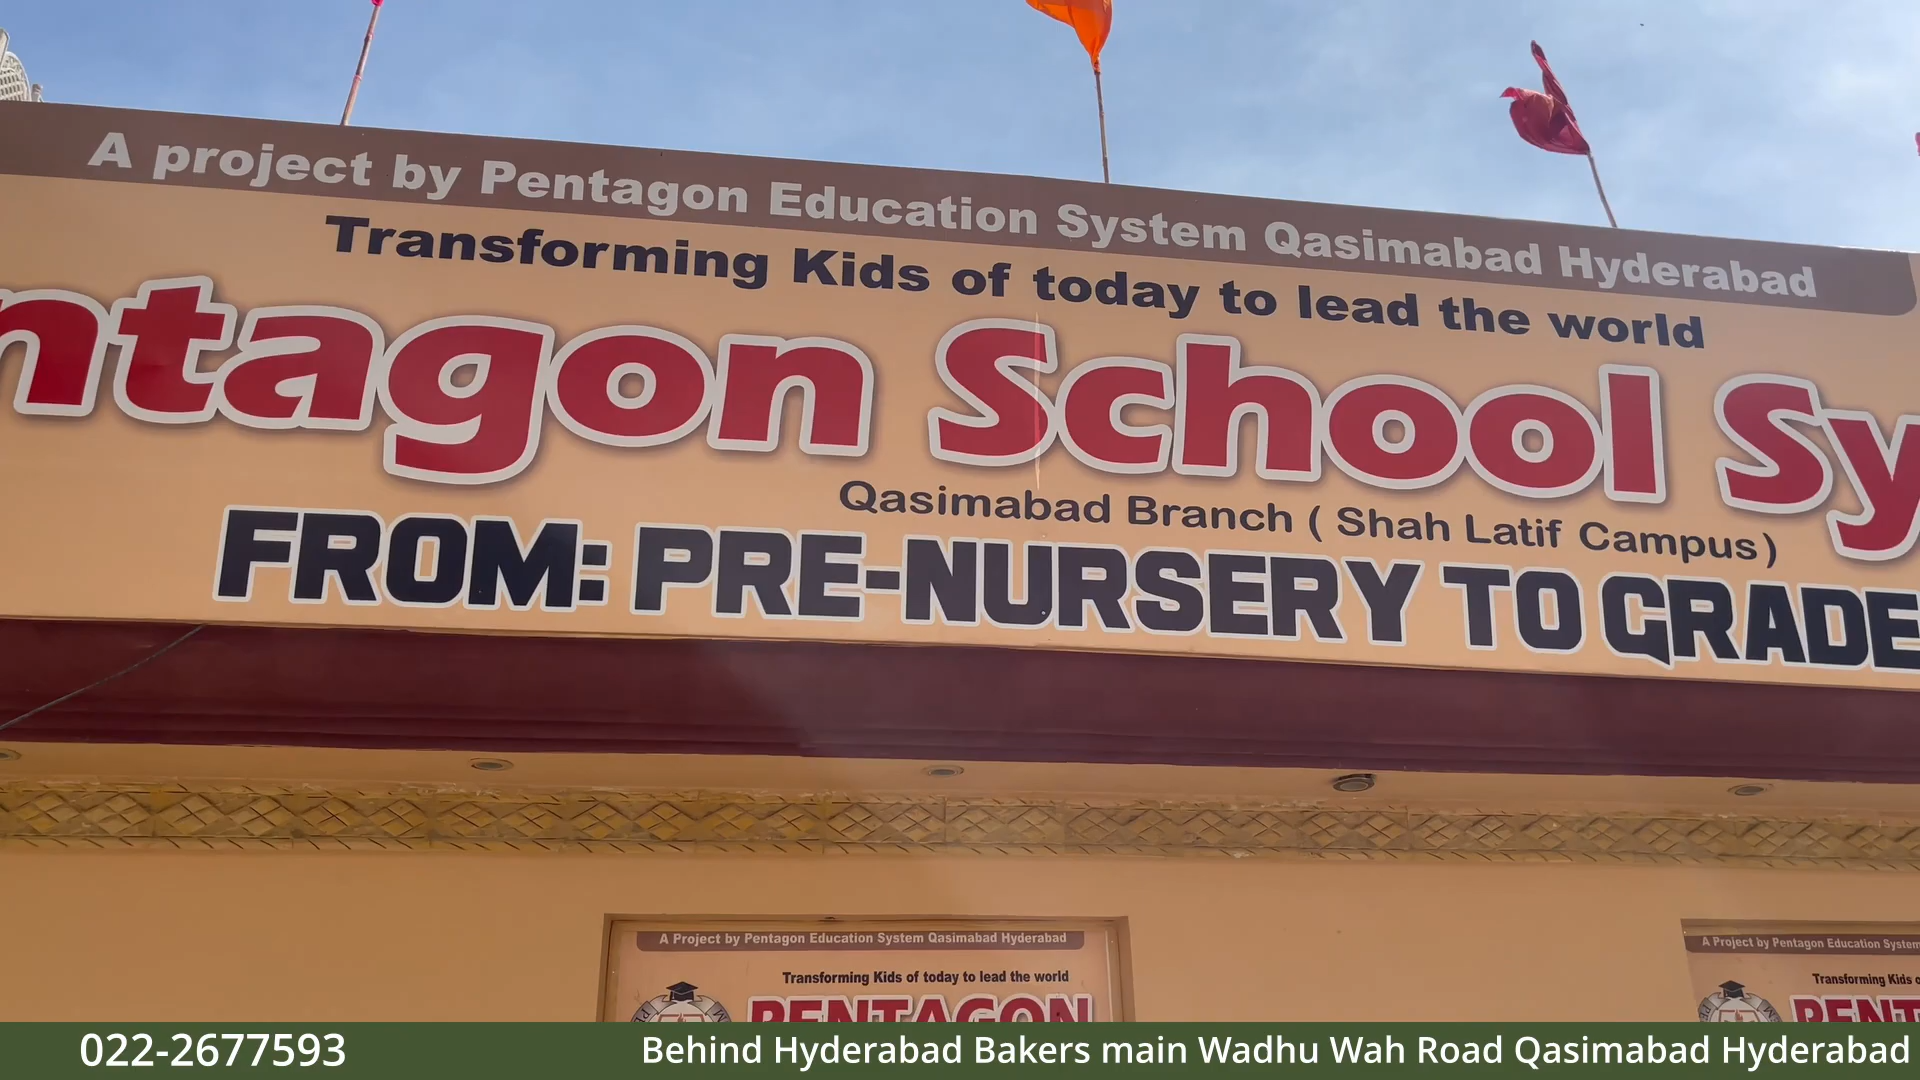 A project by Pentagon Education System Qasimabad Hyderabad
Transforming Kids of today to lead the world
ntagon School Sy
Qasimabad Branch ( Shah Latif Campus)
FROM: PRE-NURSERY TO GRADE
A Project by Pentagon Education System Qasimabad Hyderabad
Transforming Kids of today to lead the world
PENTAGON
A Project by Pentagon Education System
Transforming Kids o
PENT
022-2677593
Behind Hyderabad Bakers main Wadhu Wah Road Qasimabad Hyderabad